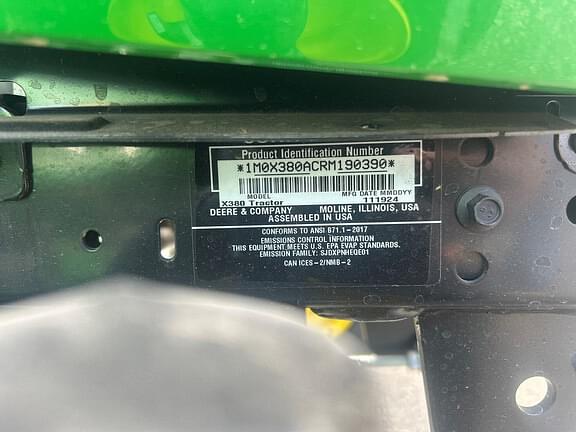 Product Identification Number
*1M0X380ACRM190390*
MODEL MFG DATE MMDDYY
X380 Tractor 111924
DEERE & COMPANY MOLINE, ILLINOIS, USA
ASSEMBLED IN USA
CONFORMS TO ANSI B71.1-2017
EMISSIONS CONTROL INFORMATION
THIS EQUIPMENT MEETS U.S. EPA EVAP STANDARDS.
EMISSION FAMILY: SJDXPNHEQE01
CAN ICES-2/NMB-2